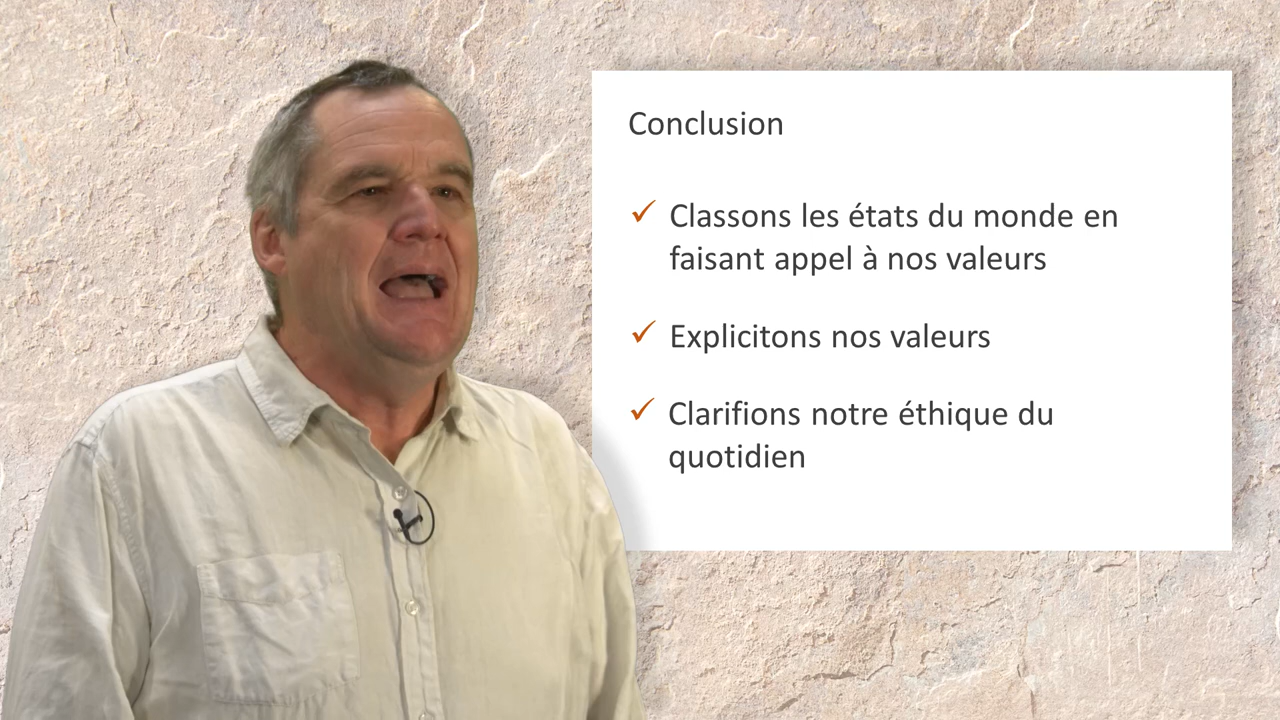 Conclusion
✓ Classons les états du monde en
faisant appel à nos valeurs
✓ Explicitons nos valeurs
✓ Clarifions notre éthique du
quotidien